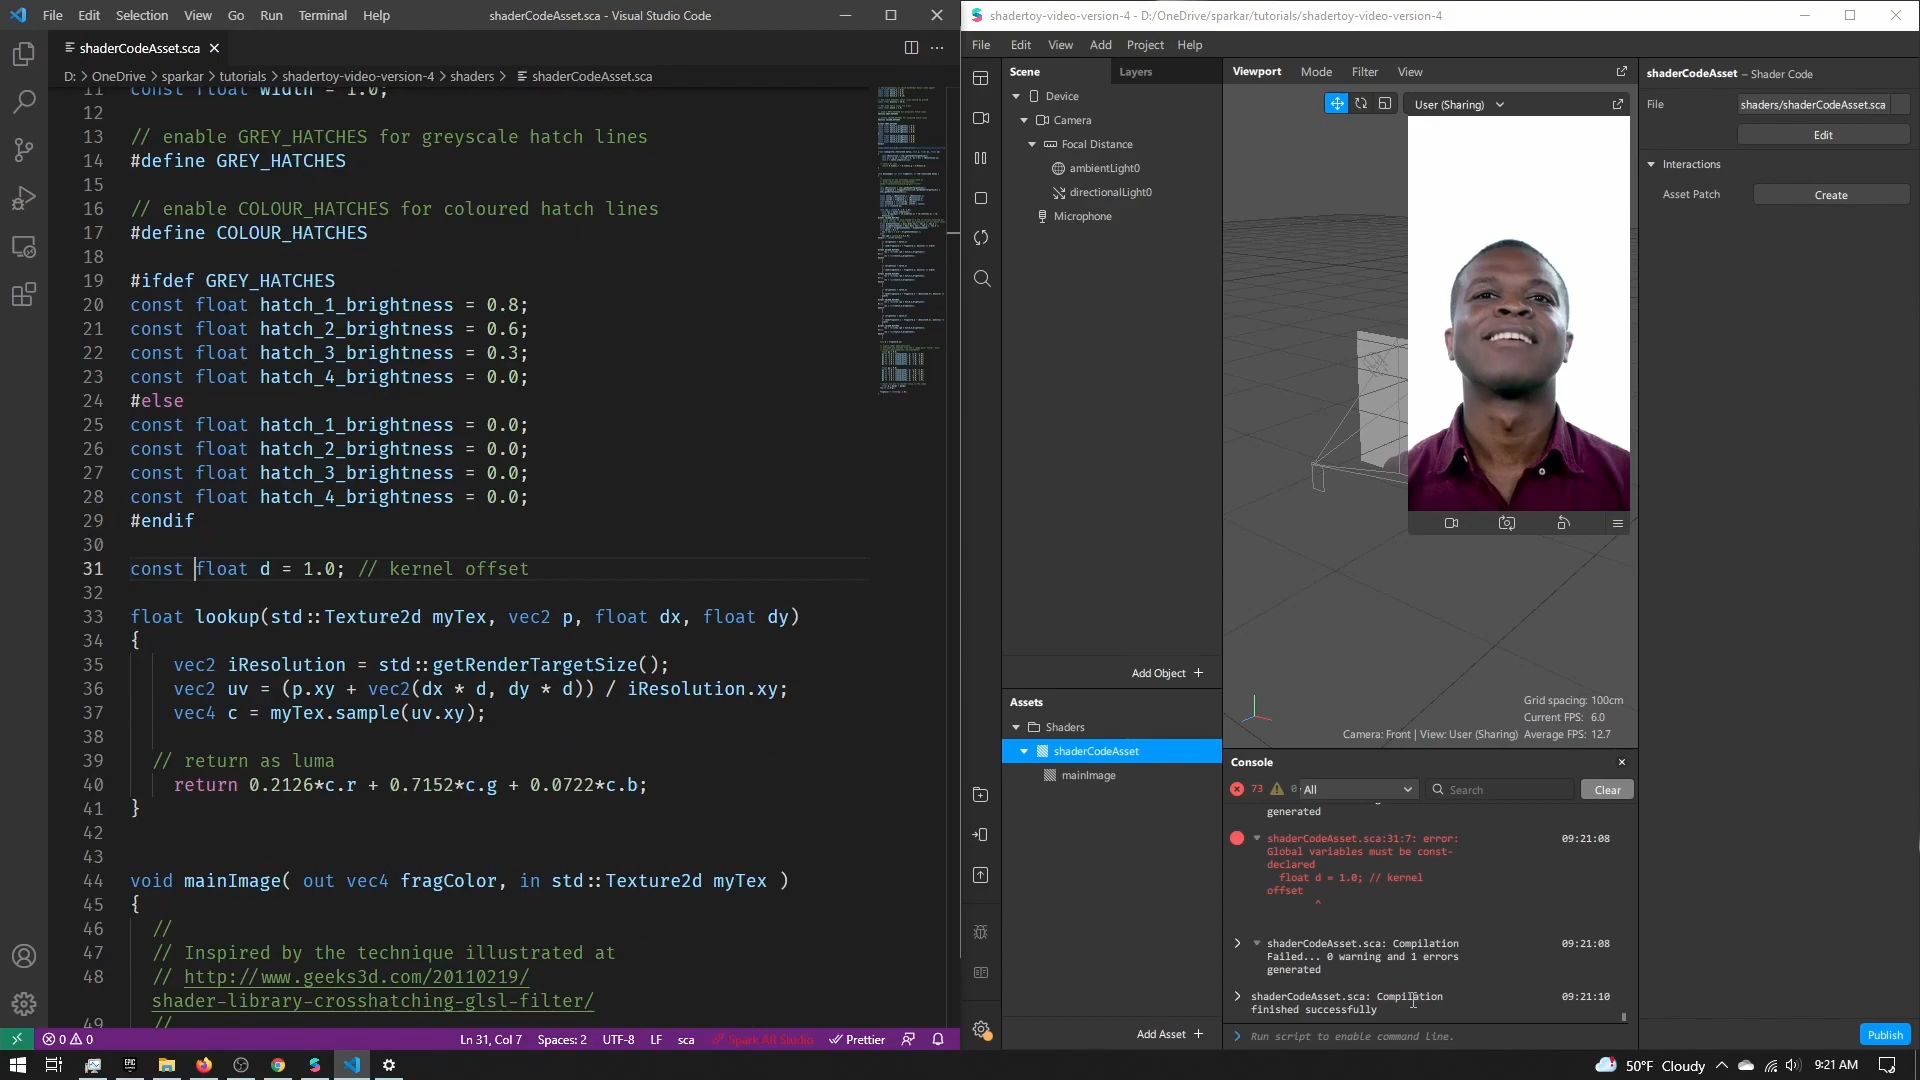 File Edit Selection View Go Run Terminal Help
shaderCodeAsset.sca - Visual Studio Code
shaderCodeAsset.sca
D: > OneDrive > sparkar > tutorials > shadertoy-video-version-4 > shaders > shaderCodeAsset.sca
11 const float width = 1.0;
12
13 // enable GREY_HATCHES for greyscale hatch lines
14 #define GREY_HATCHES
15
16 // enable COLOUR_HATCHES for coloured hatch lines
17 #define COLOUR_HATCHES
18
19 #ifdef GREY_HATCHES
20 const float hatch_1_brightness = 0.8;
21 const float hatch_2_brightness = 0.6;
22 const float hatch_3_brightness = 0.3;
23 const float hatch_4_brightness = 0.0;
24 #else
25 const float hatch_1_brightness = 0.0;
26 const float hatch_2_brightness = 0.0;
27 const float hatch_3_brightness = 0.0;
28 const float hatch_4_brightness = 0.0;
29 #endif
30
31 const float d = 1.0; // kernel offset
32
33 float lookup(std::Texture2d myTex, vec2 p, float dx, float dy)
34 {
35 vec2 iResolution = std::getRenderTargetSize();
36 vec2 uv = (p.xy + vec2(dx * d, dy * d)) / iResolution.xy;
37 vec4 c = myTex.sample(uv.xy);
38
39 // return as luma
40 return 0.2126*c.r + 0.7152*c.g + 0.0722*c.b;
41 }
42
43
44 void mainImage( out vec4 fragColor, in std::Texture2d myTex )
45 {
46 //
47 // Inspired by the technique illustrated at
48 // http://www.geeks3d.com/20110219/
shader-library-crosshatching-glsl-filter/
49 //
0 0
Ln 31, Col 7 Spaces: 2 UTF-8 LF sca Spark AR Studio Prettier
shadertoy-video-version-4 - D:/OneDrive/sparkar/tutorials/shadertoy-video-version-4
File Edit View Add Project Help
Scene Layers
Device
Camera
Focal Distance
ambientLight0
directionalLight0
Microphone
Add Object +
Assets
Shaders
shaderCodeAsset
mainImage
Add Asset +
Viewport Mode Filter View
User (Sharing)
Grid spacing: 100cm
Current FPS: 6.0
Camera: Front | View: User (Sharing) Average FPS: 12.7
Console
73 0 All Search Clear
generated
shaderCodeAsset.sca:31:7: error: 09:21:08
Global variables must be const-
declared
float d = 1.0; // kernel
offset
^
shaderCodeAsset.sca: Compilation 09:21:08
Failed... 0 warning and 1 errors
generated
shaderCodeAsset.sca: Compilation 09:21:10
finished successfully
Run script to enable command line.
shaderCodeAsset – Shader Code
File shaders/shaderCodeAsset.sca
Edit
Interactions
Asset Patch Create
Publish
EPIC
50°F Cloudy 9:21 AM